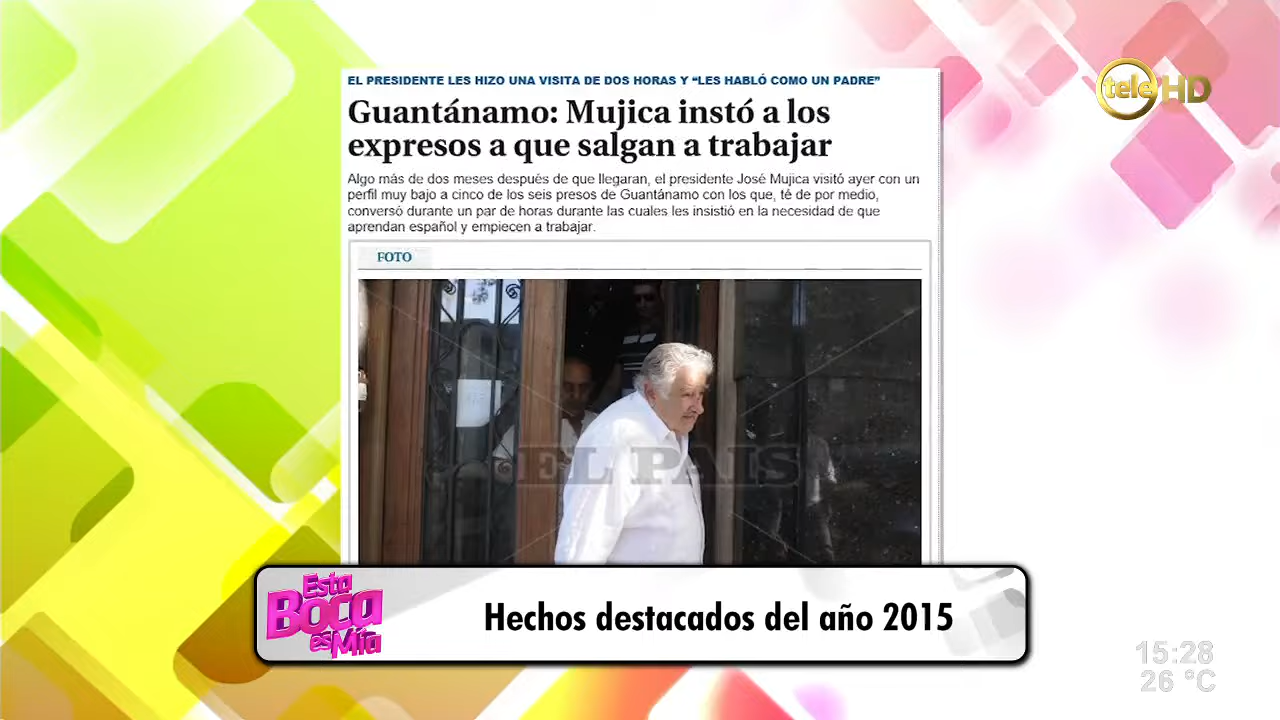 EL PRESIDENTE LES HIZO UNA VISITA DE DOS HORAS Y “LES HABLÓ COMO UN PADRE”
tele HD
Guantánamo: Mujica instó a los
expresos a que salgan a trabajar
Algo más de dos meses después de que llegaran, el presidente José Mujica visitó ayer con un
perfil muy bajo a cinco de los seis presos de Guantánamo con los que, té de por medio,
conversó durante un par de horas durante las cuales les insistió en la necesidad de que
aprendan español y empiecen a trabajar.
FOTO
EL PAIS
Esta
Boca
es Mía
Hechos destacados del año 2015
15:28
26 °C